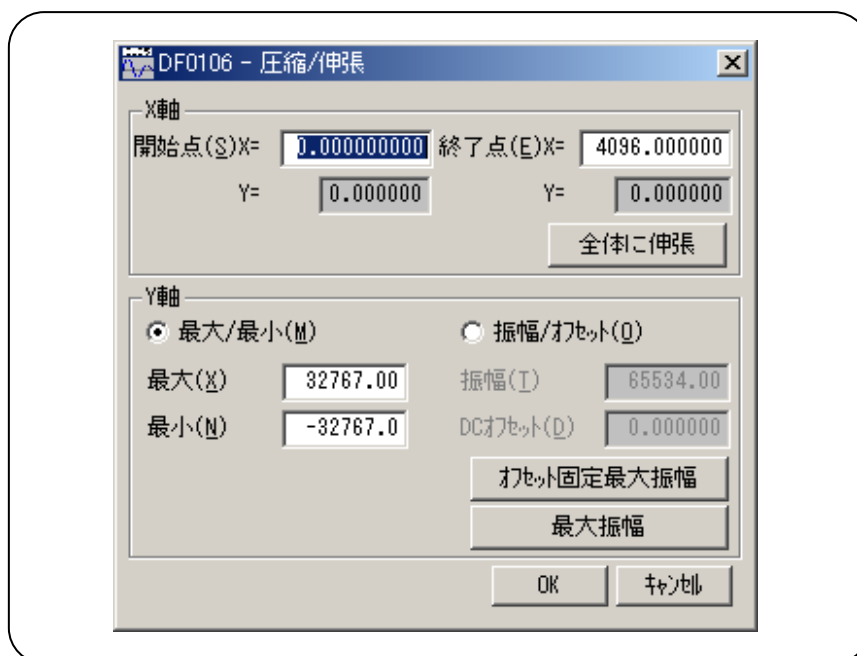 DF0106 - 圧縮/伸張
X軸
開始点(S)X= 0.000000000 終了点(E)X= 4096.000000
Y= 0.000000 Y= 0.000000
全体に伸張
Y軸
最大/最小(M) 振幅/ｵﾌｾｯﾄ(O)
最大(X) 32767.00 振幅(T) 65534.00
最小(N) -32767.0 DCｵﾌｾｯﾄ(D) 0.000000
ｵﾌｾｯﾄ固定最大振幅
最大振幅
OK ｷｬﾝｾﾙ